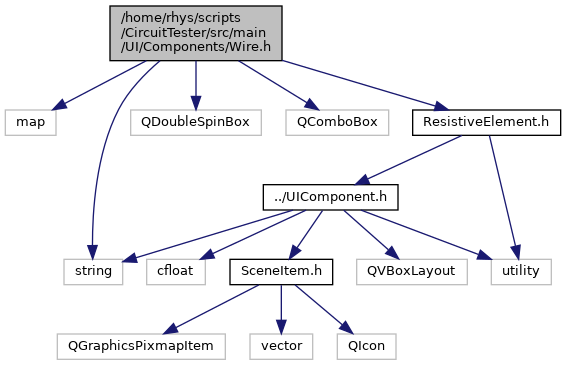 /home/rhys/scripts
/CircuitTester/src/main
/UI/Components/Wire.h
map
QDoubleSpinBox
QComboBox
ResistiveElement.h
../UIComponent.h
string
cfloat
SceneItem.h
QVBoxLayout
utility
QGraphicsPixmapItem
vector
QIcon